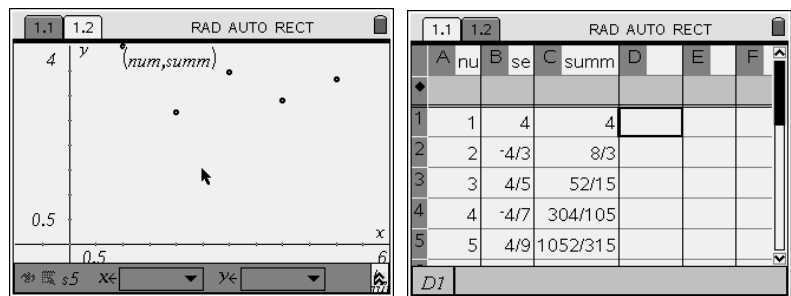 1.1 1.2 RAD AUTO RECT
4 y (num,summ)
0.5 x
0.5 6
s5 x← y←
1.1 1.2 RAD AUTO RECT
A nu B se C summ D E F
◆
1 1 4 4
2 2 -4/3 8/3
3 3 4/5 52/15
4 4 -4/7 304/105
5 5 4/9 1052/315
D1